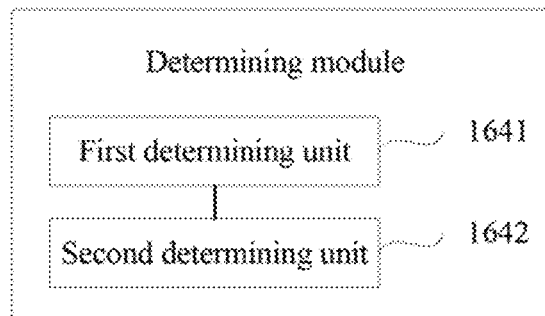 Determining module
First determining unit
1641
Second determining unit
1642